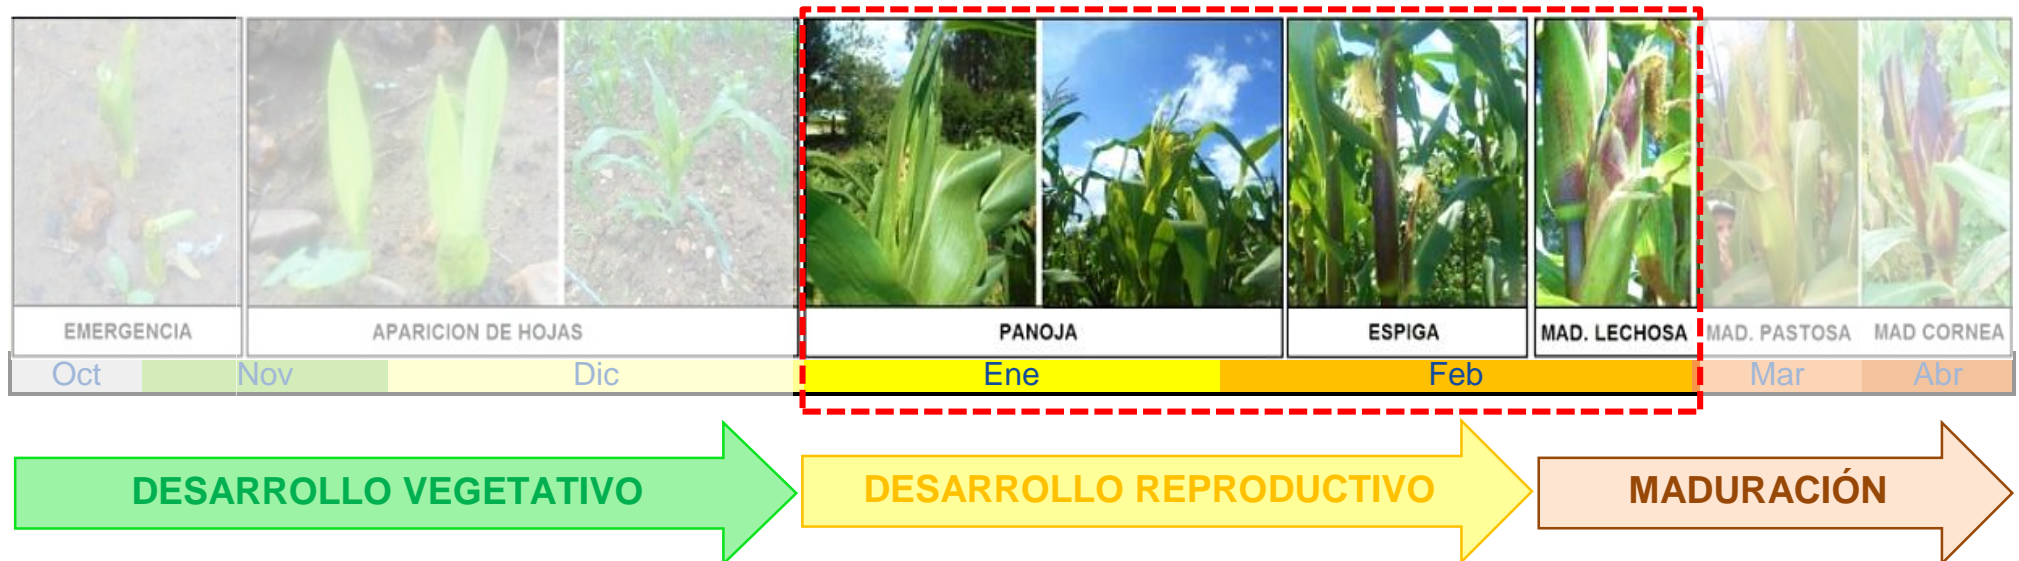 EMERGENCIA
APARICION DE HOJAS
PANOJA
ESPIGA
MAD. LECHOSA
MAD. PASTOSA
MAD CORNEA
Oct
Nov
Dic
Ene
Feb
Mar
Abr
DESARROLLO VEGETATIVO
DESARROLLO REPRODUCTIVO
MADURACIÓN